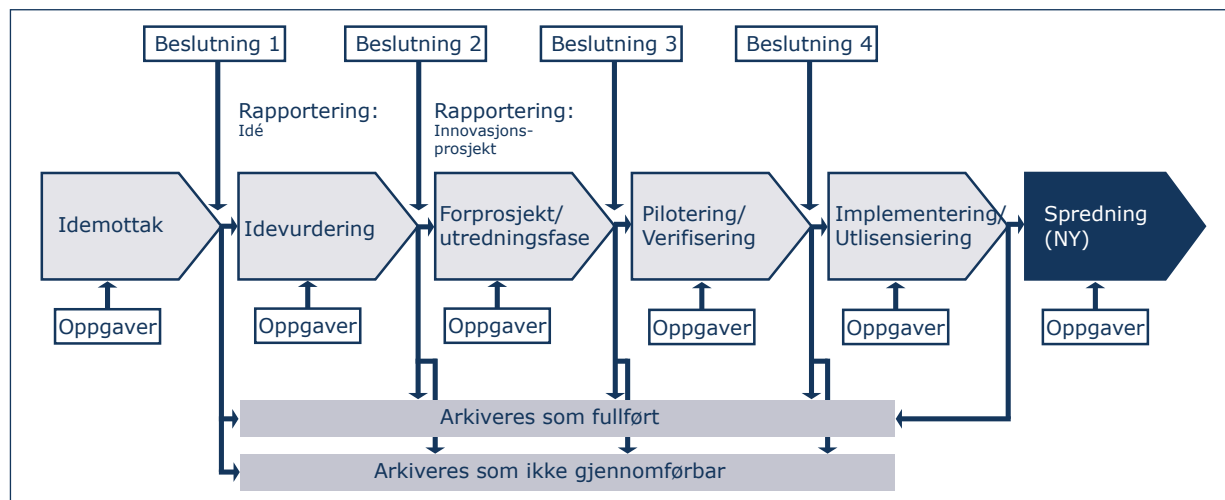 Beslutning 1
Beslutning 2
Beslutning 3
Beslutning 4
Rapportering:
Idé
Rapportering:
Innovasjons-
prosjekt
Idemottak
Idevurdering
Forprosjekt/
utredningsfase
Pilotering/
Verifisering
Implementering/
Utlisensiering
Spredning
(NY)
Oppgaver
Oppgaver
Oppgaver
Oppgaver
Oppgaver
Oppgaver
Arkiveres som fullført
Arkiveres som ikke gjennomførbar